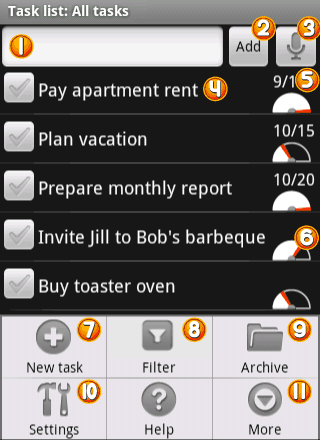 Task list: All tasks
1 Add 2 3
Pay apartment rent 4 9/1 5
Plan vacation 10/15
Prepare monthly report 10/20
Invite Jill to Bob's barbeque 6
Buy toaster oven
7 8 9
New task Filter Archive
10 11
Settings Help More